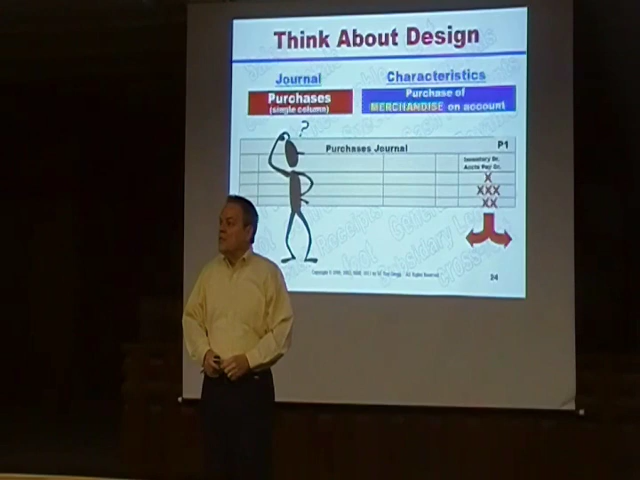 Think About Design
Journal
Characteristics
Purchases
(single column)
Purchase of
MERCHANDISE on account
?
Purchases Journal
P1
Inventory Dr.
Accts Pay Cr.
X
XXX
XX
34